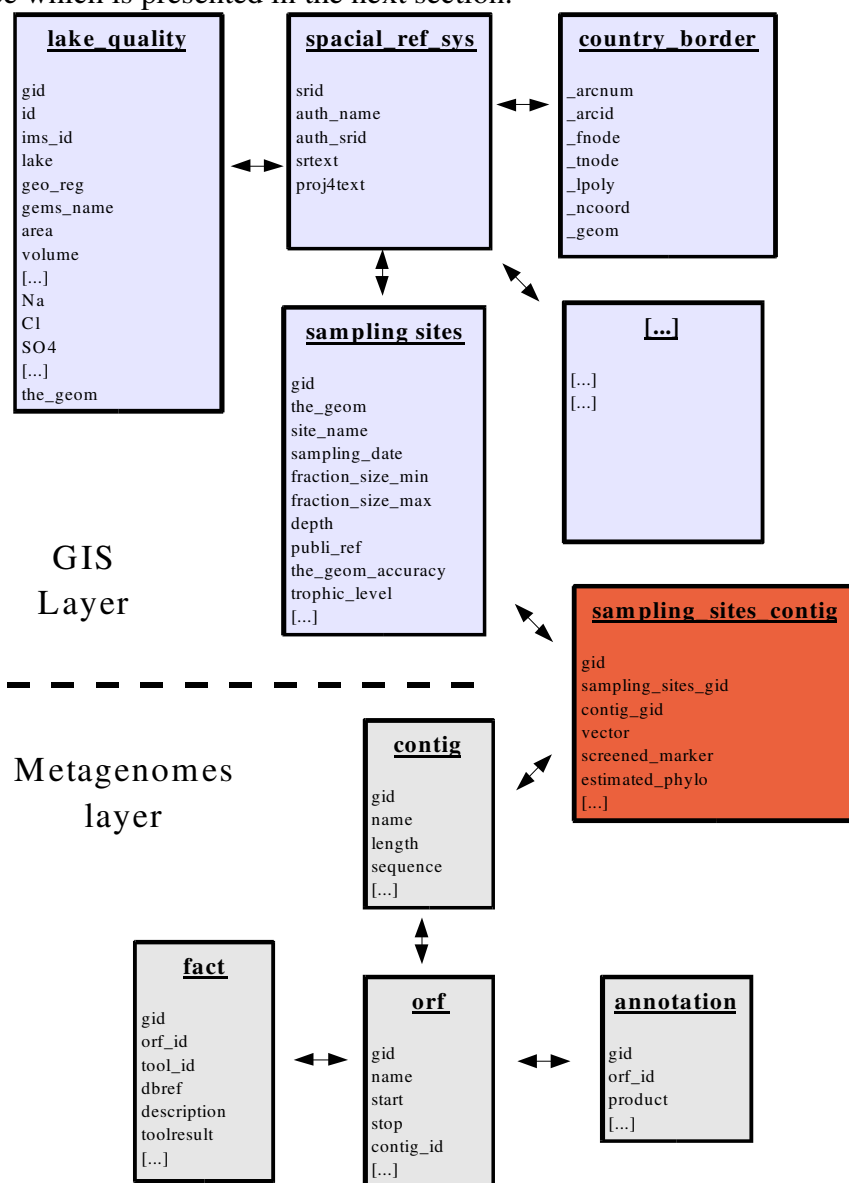 e which is presented in the next section.
lake_quality
gid
id
ims_id
lake
geo_reg
gems_name
area
volume
[...]
Na
Cl
SO4
[...]
the_geom
spacial_ref_sys
srid
auth_name
auth_srid
srtext
proj4text
country_border
_arcnum
_arcid
_fnode
_tnode
_lpoly
_ncoord
_geom
sampling sites
gid
the_geom
site_name
sampling_date
fraction_size_min
fraction_size_max
depth
publi_ref
the_geom_accuracy
trophic_level
[...]
[...]
[...]
[...]
GIS
Layer
sampling_sites_contig
gid
sampling_sites_gid
contig_gid
vector
screened_marker
estimated_phylo
[...]
Metagenomes
layer
contig
gid
name
length
sequence
[...]
fact
gid
orf_id
tool_id
dbref
description
toolresult
[...]
orf
gid
name
start
stop
contig_id
[...]
annotation
gid
orf_id
product
[...]